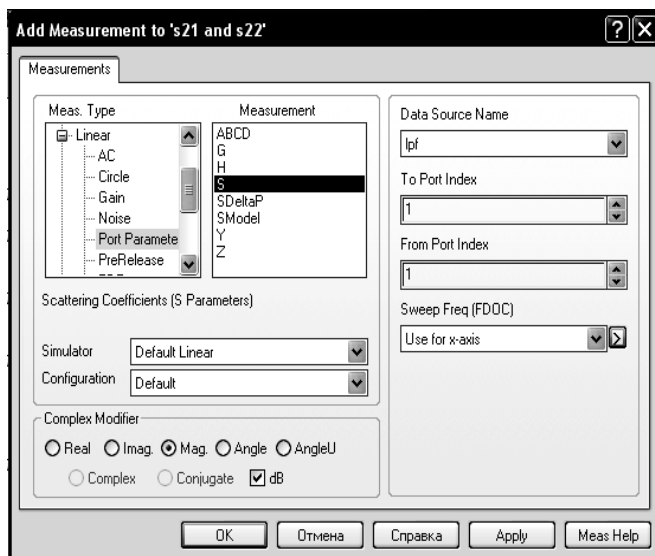 Add Measurement to 's21 and s22'
Measurements
Meas. Type
Linear
AC
Circle
Gain
Noise
Port Paramete
PreRelease
Measurement
ABCD
G
H
S
SDeltaP
SModel
Y
Z
Scattering Coefficients (S Parameters)
Simulator
Default Linear
Configuration
Default
Complex Modifier
Real
Imag.
Mag.
Angle
AngleU
Complex
Conjugate
dB
Data Source Name
lpf
To Port Index
1
From Port Index
1
Sweep Freq (FDOC)
Use for x-axis
OK
Отмена
Справка
Apply
Meas Help